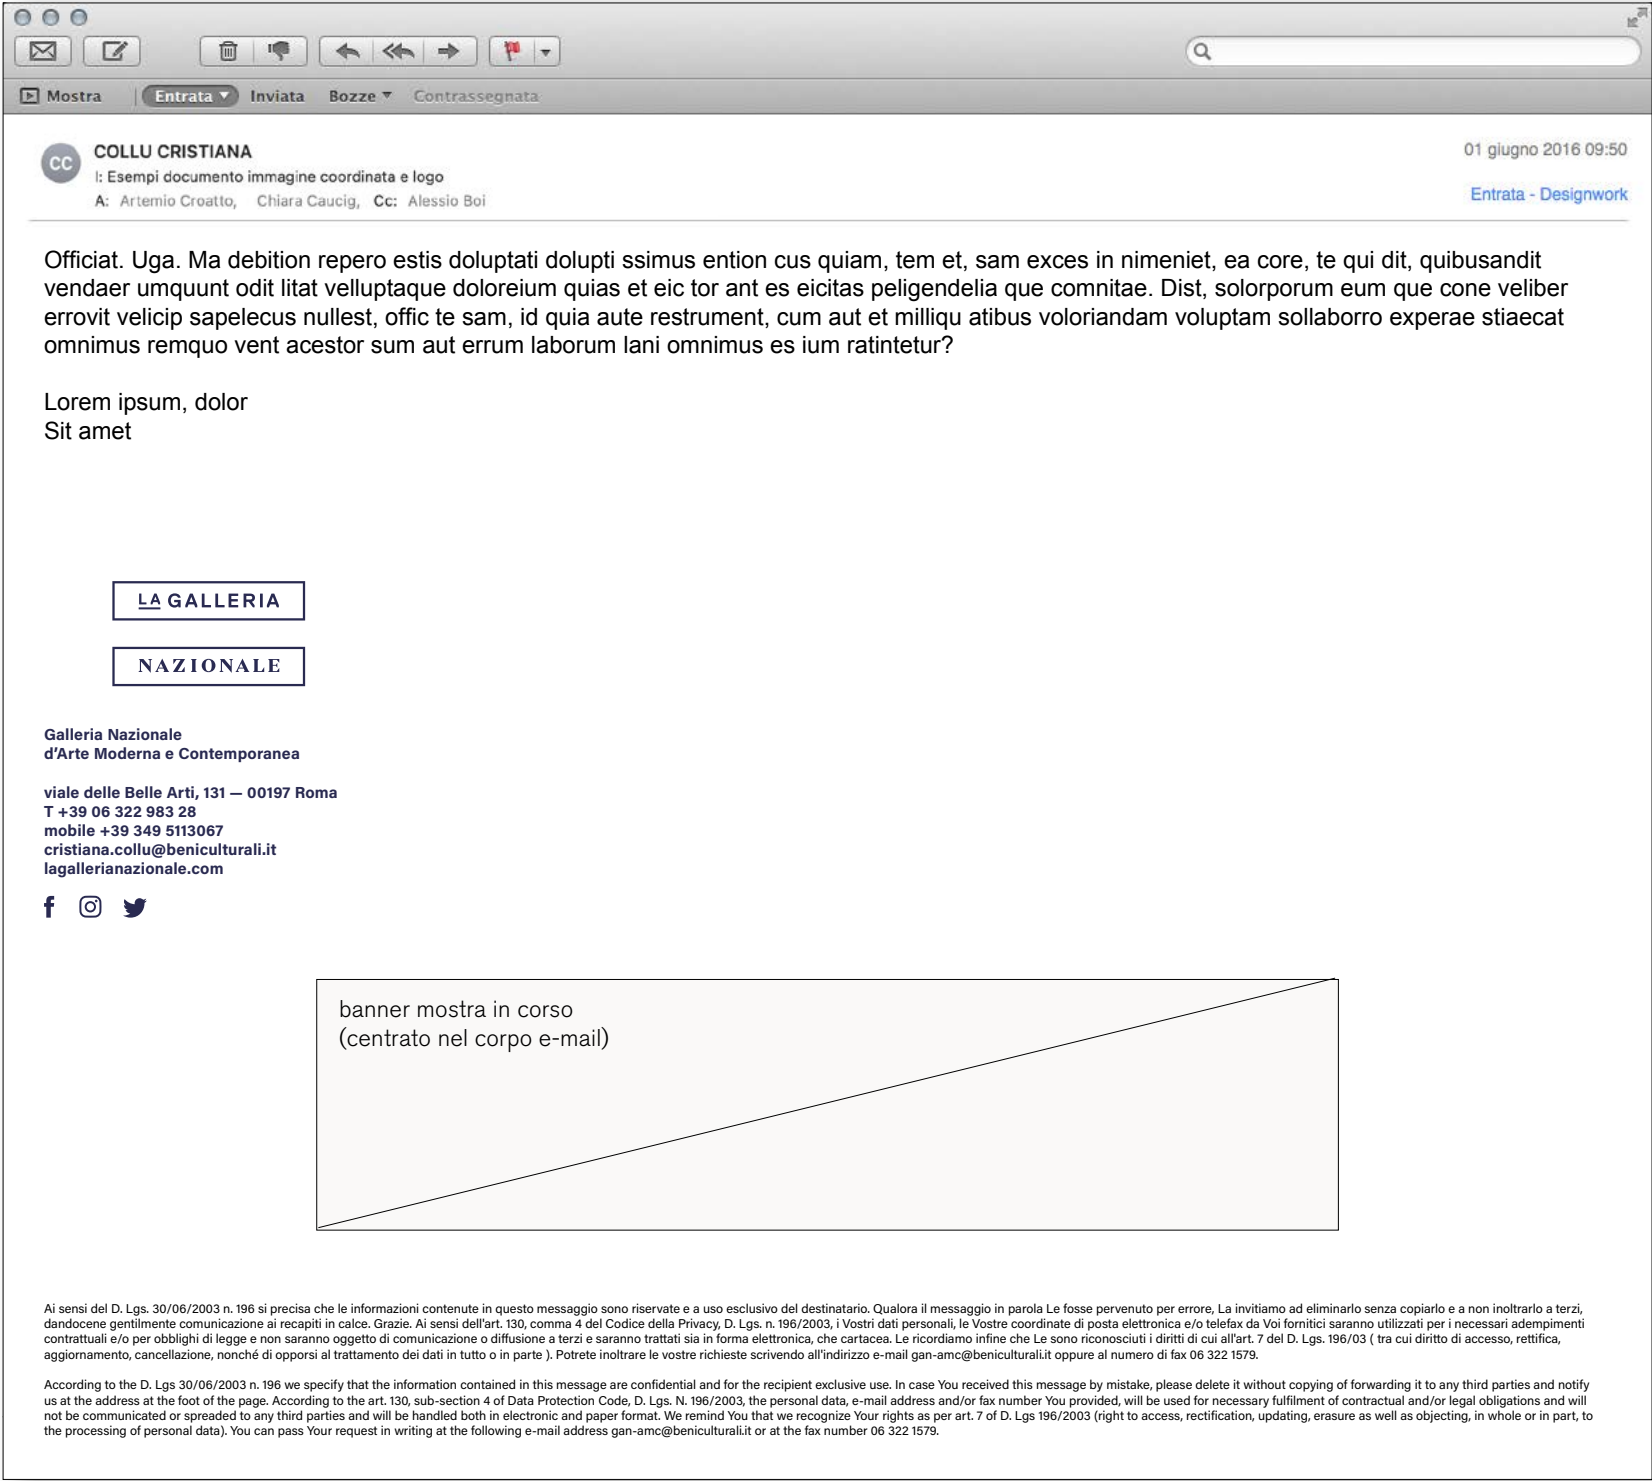 Mostra Entrata Inviata Bozze Contrassegnata
CC
COLLU CRISTIANA
01 giugno 2016 09:50
I: Esempi documento immagine coordinata e logo
Entrata - Designwork
A: Artemio Croatto, Chiara Caucig, Cc: Alessio Boi
Officiat. Uga. Ma debition repero estis doluptati dolupti ssimus ention cus quiam, tem et, sam exces in nimeniet, ea core, te qui dit, quibusandit
vendaer umquunt odit litat velluptaque doloreium quias et eic tor ant es eicitas peligendelia que comnitae. Dist, solorporum eum que cone veliber
errovit velicip sapelecus nullest, offic te sam, id quia aute restrument, cum aut et milliqu atibus voloriandam voluptam sollaborro experae stiaecat
omnimus remquo vent acestor sum aut errum laborum lani omnimus es ium ratintetur?
Lorem ipsum, dolor
Sit amet
LA GALLERIA
NAZIONALE
Galleria Nazionale
d'Arte Moderna e Contemporanea
viale delle Belle Arti, 131 — 00197 Roma
T +39 06 322 983 28
mobile +39 349 5113067
cristiana.collu@beniculturali.it
lagallerianazionale.com
banner mostra in corso
(centrato nel corpo e-mail)
Ai sensi del D. Lgs. 30/06/2003 n. 196 si precisa che le informazioni contenute in questo messaggio sono riservate e a uso esclusivo del destinatario. Qualora il messaggio in parola Le fosse pervenuto per errore, La invitiamo ad eliminarlo senza copiarlo e a non inoltrarlo a terzi,
dandocene gentilmente comunicazione ai recapiti in calce. Grazie. Ai sensi dell'art. 130, comma 4 del Codice della Privacy, D. Lgs. n. 196/2003, i Vostri dati personali, le Vostre coordinate di posta elettronica e/o telefax da Voi fornitici saranno utilizzati per i necessari adempimenti
contrattuali e/o per obblighi di legge e non saranno oggetto di comunicazione o diffusione a terzi e saranno trattati sia in forma elettronica, che cartacea. Le ricordiamo infine che Le sono riconosciuti i diritti di cui all'art. 7 del D. Lgs. 196/03 ( tra cui diritto di accesso, rettifica,
aggiornamento, cancellazione, nonché di opporsi al trattamento dei dati in tutto o in parte ). Potrete inoltrare le vostre richieste scrivendo all'indirizzo e-mail gan-amc@beniculturali.it oppure al numero di fax 06 322 1579.
According to the D. Lgs 30/06/2003 n. 196 we specify that the information contained in this message are confidential and for the recipient exclusive use. In case You received this message by mistake, please delete it without copying of forwarding it to any third parties and notify
us at the address at the foot of the page. According to the art. 130, sub-section 4 of Data Protection Code, D. Lgs. N. 196/2003, the personal data, e-mail address and/or fax number You provided, will be used for necessary fulfilment of contractual and/or legal obligations and will
not be communicated or spreaded to any third parties and will be handled both in electronic and paper format. We remind You that we recognize Your rights as per art. 7 of D. Lgs 196/2003 (right to access, rectification, updating, erasure as well as objecting, in whole or in part, to
the processing of personal data). You can pass Your request in writing at the following e-mail address gan-amc@beniculturali.it or at the fax number 06 322 1579.